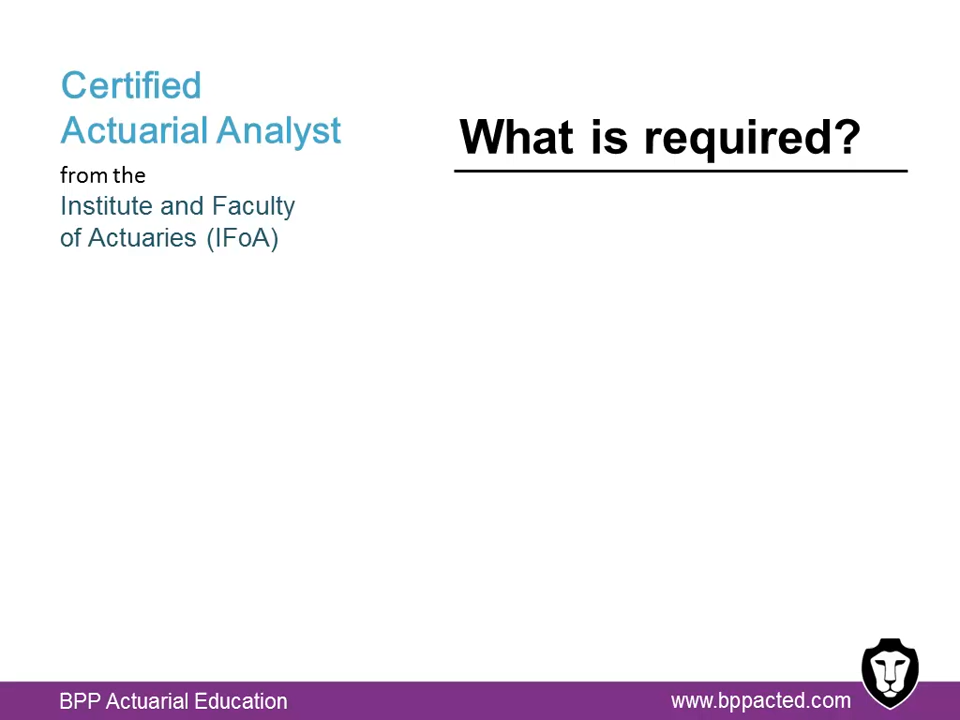 Certified
Actuarial Analyst
from the
Institute and Faculty
of Actuaries (IFoA)
What is required?
BPP Actuarial Education
www.bppacted.com